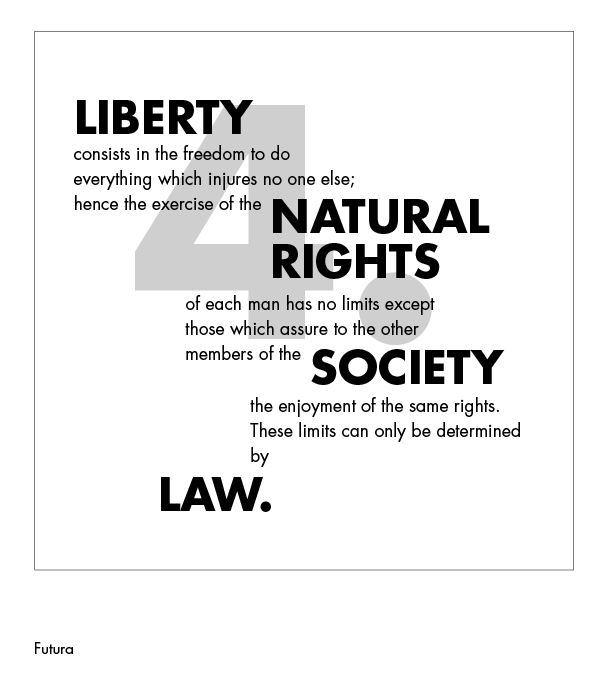 4.
LIBERTY
consists in the freedom to do
everything which injures no one else;
hence the exercise of the
NATURAL
RIGHTS
of each man has no limits except
those which assure to the other
members of the
SOCIETY
the enjoyment of the same rights.
These limits can only be determined
by
LAW.
Futura